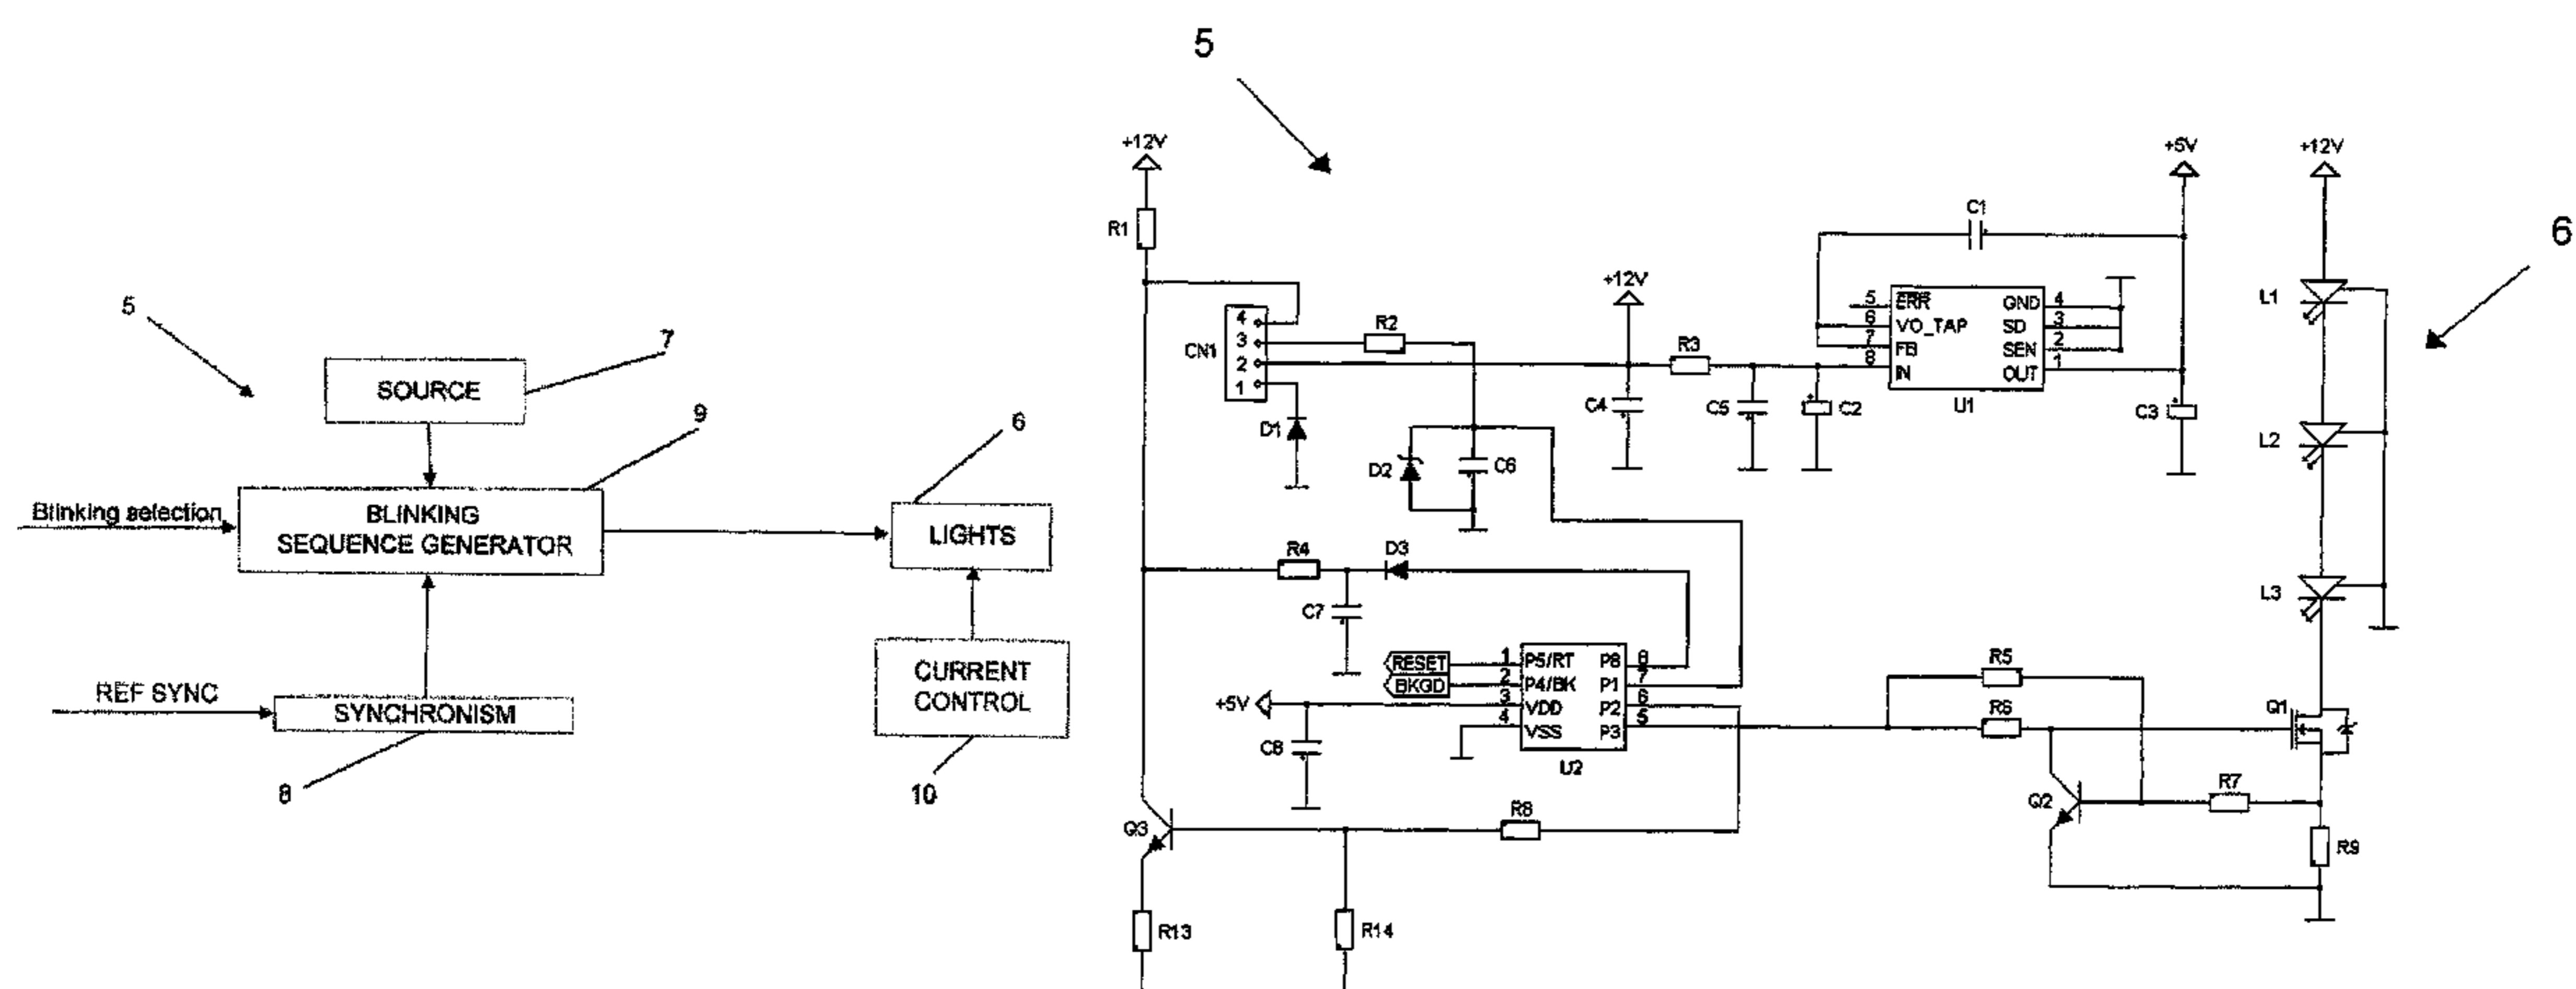 5
SOURCE
7
Blinking selection
BLINKING
SEQUENCE GENERATOR
9
LIGHTS
6
REF SYNC
SYNCHRONISM
8
CURRENT
CONTROL
10
5
6
+12V
R1
CN1
4
3
2
1
D1
R2
D2
C6
+12V
R3
C4
C5
C2
C1
5 ERR
6 VO_TAP
7 FB
8 IN
GND 4
SD 3
SEN 2
OUT 1
U1
+5V
C3
+12V
L1
L2
L3
R4
D3
C7
RESET
BKGD
+5V
C8
1 P5/RT
2 P4/BK
3 VDD
4 VSS
P8 8
P1 7
P2 6
P3 5
U2
R5
R6
Q1
Q2
R7
R9
Q3
R8
R13
R14